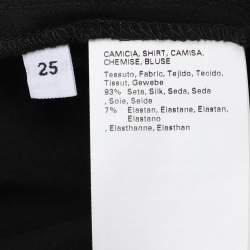 25
CAMICIA, SHIRT, CAMISA,
CHEMISE, BLUSE
Tessuto, Fabric, Tejido, Tecido,
Tissut, Gewebe
93% Seta, Silk, Seda, Seda
, Soie, Seide
7% Elastan, Elastane, Elastan,
Elastano
, Elasthanne, Elasthan